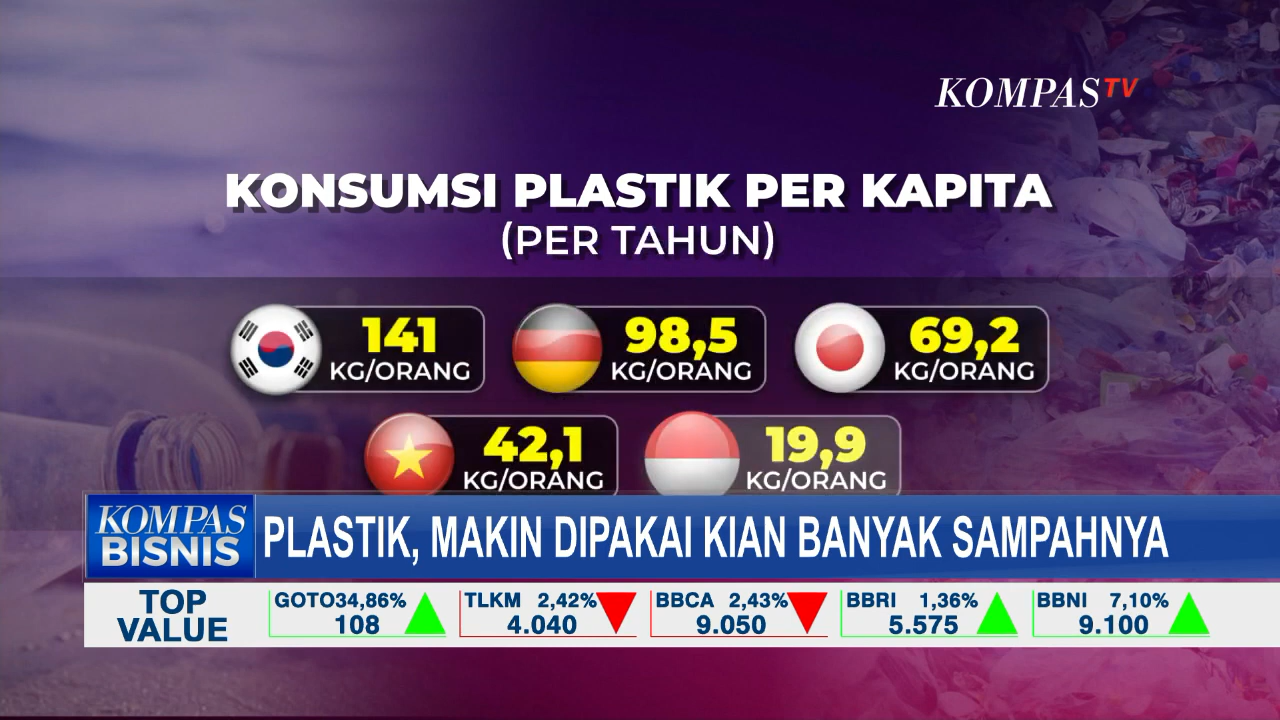 KOMPASTV
KONSUMSI PLASTIK PER KAPITA
(PER TAHUN)
141
KG/ORANG
98,5
KG/ORANG
69,2
KG/ORANG
42,1
KG/ORANG
19,9
KG/ORANG
KOMPAS
BISNIS
PLASTIK, MAKIN DIPAKAI KIAN BANYAK SAMPAHNYA
TOP
VALUE
GOTO34,86%
108
TLKM 2,42%
4.040
BBCA 2,43%
9.050
BBRI 1,36%
5.575
BBNI 7,10%
9.100